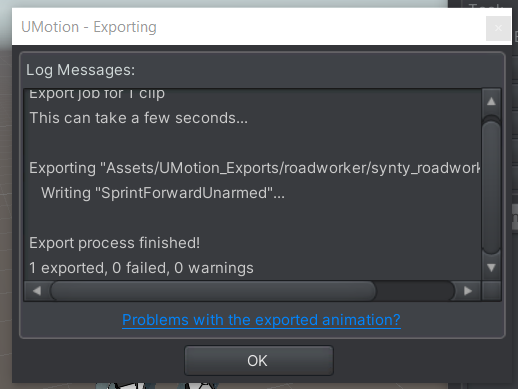 UMotion - Exporting
Log Messages:
Export job for 1 clip
This can take a few seconds...
Exporting "Assets/UMotion_Exports/roadworker/synty_roadwork
Writing "SprintForwardUnarmed"...
Export process finished!
1 exported, 0 failed, 0 warnings
Problems with the exported animation?
OK